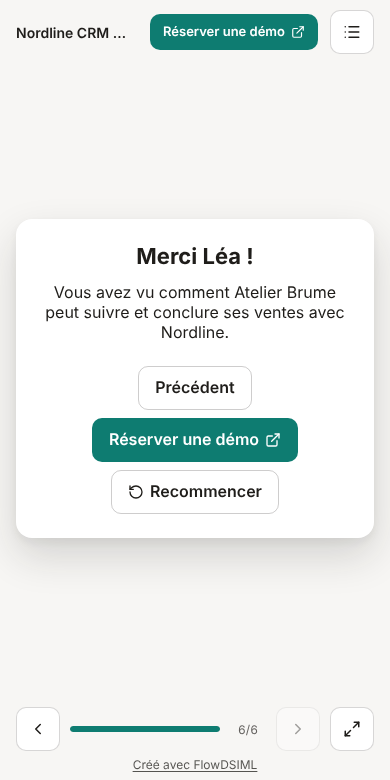 Nordline CRM ...
Réserver une démo
Merci Léa !
Vous avez vu comment Atelier Brume
peut suivre et conclure ses ventes avec
Nordline.
Précédent
Réserver une démo
Recommencer
6/6
Créé avec FlowDSIML